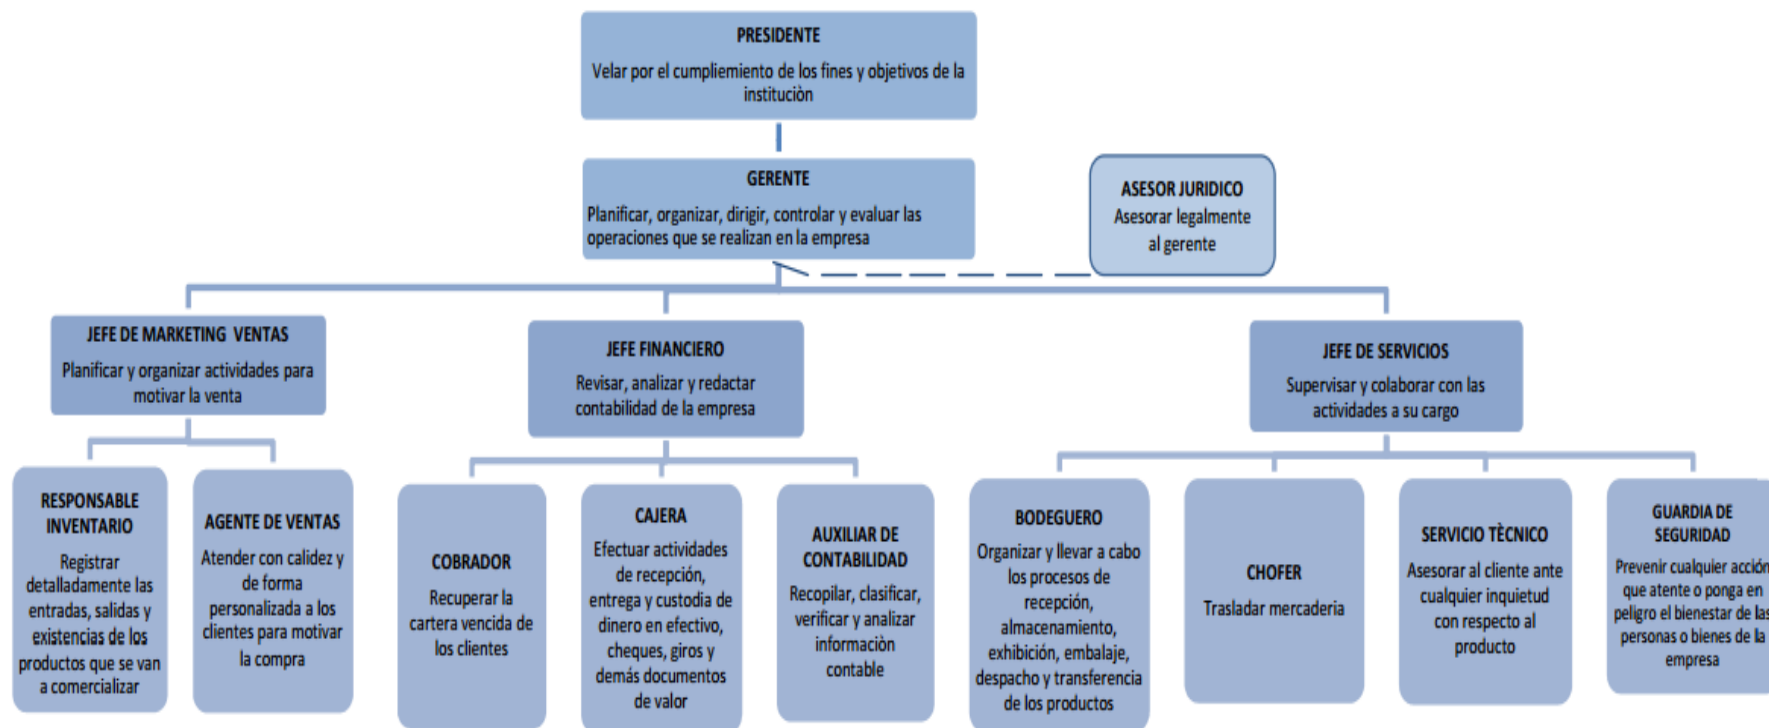 PRESIDENTE
Velar por el cumpliemiento de los fines y objetivos de la
instituciòn
GERENTE
Planificar, organizar, dirigir, controlar y evaluar las
operaciones que se realizan en la empresa
ASESOR JURIDICO
Asesorar legalmente
al gerente
JEFE DE MARKETING VENTAS
Planificar y organizar actividades para
motivar la venta
JEFE FINANCIERO
Revisar, analizar y redactar
contabilidad de la empresa
JEFE DE SERVICIOS
Supervisar y colaborar con las
actividades a su cargo
RESPONSABLE
INVENTARIO
Registrar
detalladamente las
entradas, salidas y
existencias de los
productos que se van
a comercializar
AGENTE DE VENTAS
Atender con calidez y
de forma
personalizada a los
clientes para motivar
la compra
COBRADOR
Recuperar la
cartera vencida de
los clientes
CAJERA
Efectuar actividades
de recepción,
entrega y custodia de
dinero en efectivo,
cheques, giros y
demás documentos
de valor
AUXILIAR DE
CONTABILIDAD
Recopilar, clasificar,
verificar y analizar
informaciòn
contable
BODEGUERO
Organizar y llevar a cabo
los procesos de
recepción,
almacenamiento,
exhibición, embalaje,
despacho y transferencia
de los productos
CHOFER
Trasladar mercaderia
SERVICIO TÈCNICO
Asesorar al cliente ante
cualquier inquietud
con respecto al
producto
GUARDIA DE
SEGURIDAD
Prevenir cualquier acción
que atente o ponga en
peligro el bienestar de las
personas o bienes de la
empresa